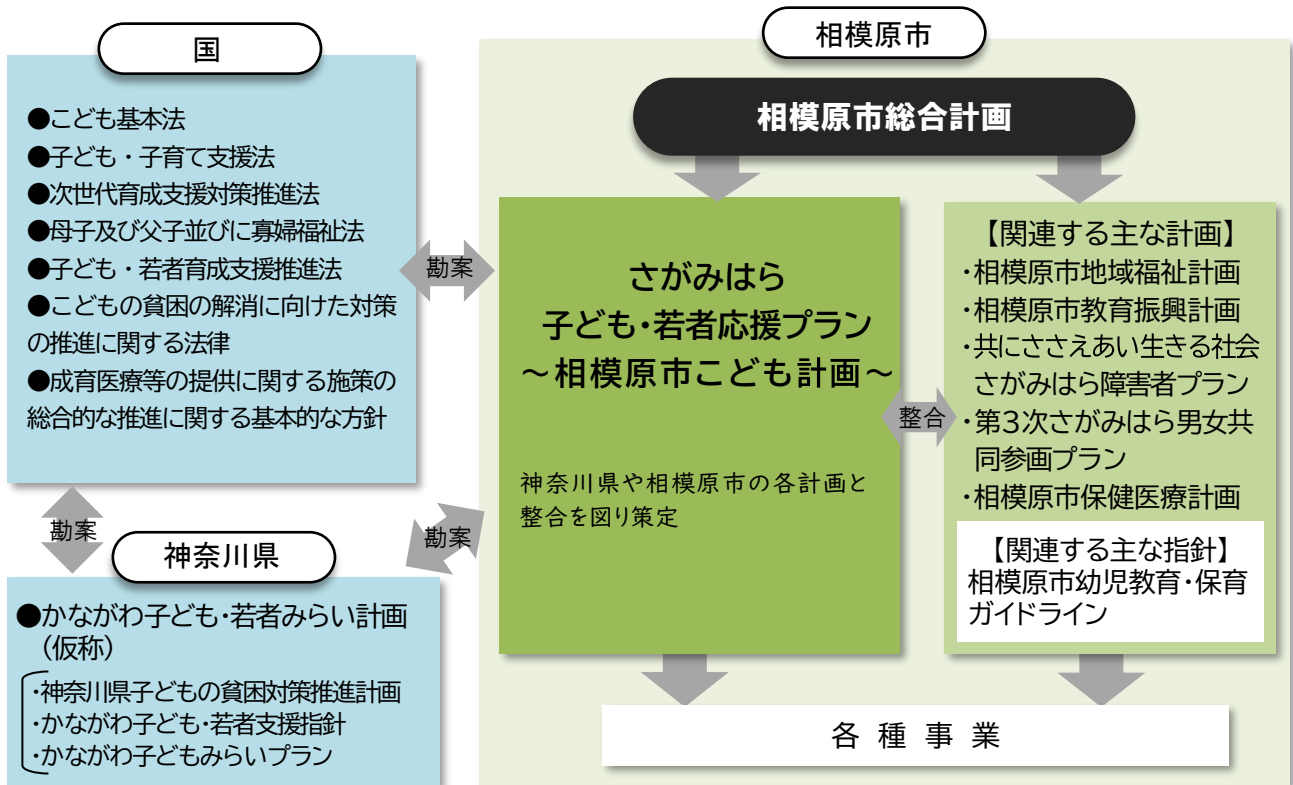 国
●こども基本法
●子ども・子育て支援法
●次世代育成支援対策推進法
●母子及び父子並びに寡婦福祉法
●子ども・若者育成支援推進法
●こどもの貧困の解消に向けた対策
の推進に関する法律
●成育医療等の提供に関する施策の
総合的な推進に関する基本的な方針
勘案
勘案
神奈川県
●かながわ子ども・若者みらい計画
(仮称)
・神奈川県子どもの貧困対策推進計画
・かながわ子ども・若者支援指針
・かながわ子どもみらいプラン
勘案
相模原市
相模原市総合計画
さがみはら
子ども・若者応援プラン
～相模原市こども計画～
神奈川県や相模原市の各計画と
整合を図り策定
整合
【関連する主な計画】
・相模原市地域福祉計画
・相模原市教育振興計画
・共にささえあい生きる社会
さがみはら障害者プラン
・第3次さがみはら男女共
同参画プラン
・相模原市保健医療計画
【関連する主な指針】
相模原市幼児教育・保育
ガイドライン
各種事業